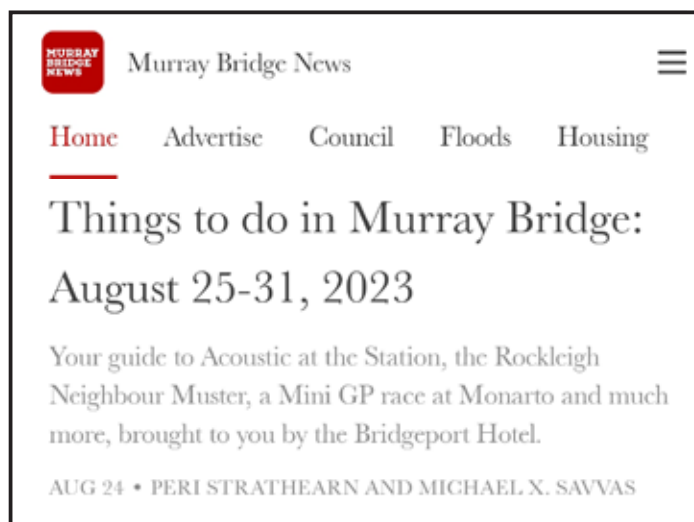 MURRAY
BRIDGE
NEWS
Murray Bridge News
Home Advertise Council Floods Housing
Things to do in Murray Bridge:
August 25-31, 2023
Your guide to Acoustic at the Station, the Rockleigh
Neighbour Muster, a Mini GP race at Monarto and much
more, brought to you by the Bridgeport Hotel.
AUG 24 • PERI STRATHEARN AND MICHAEL X. SAVVAS